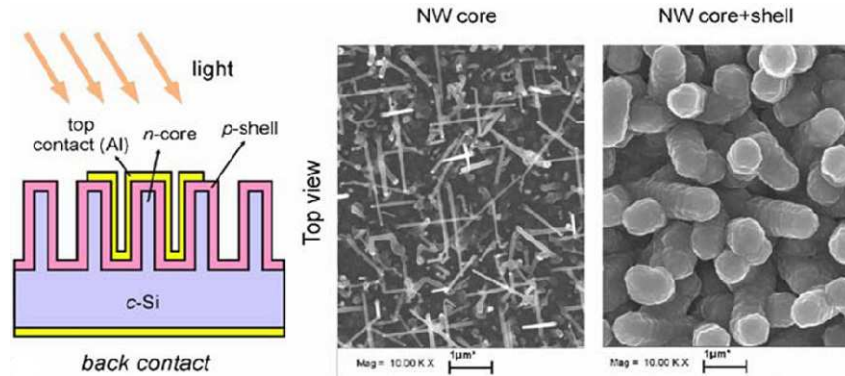 NW core
NW core+shell
light
top
contact (Al)
n-core
p-shell
c-Si
back contact
Top view
Mag = 10.00 K X
1µm*
Mag = 10.00 K X
1µm*